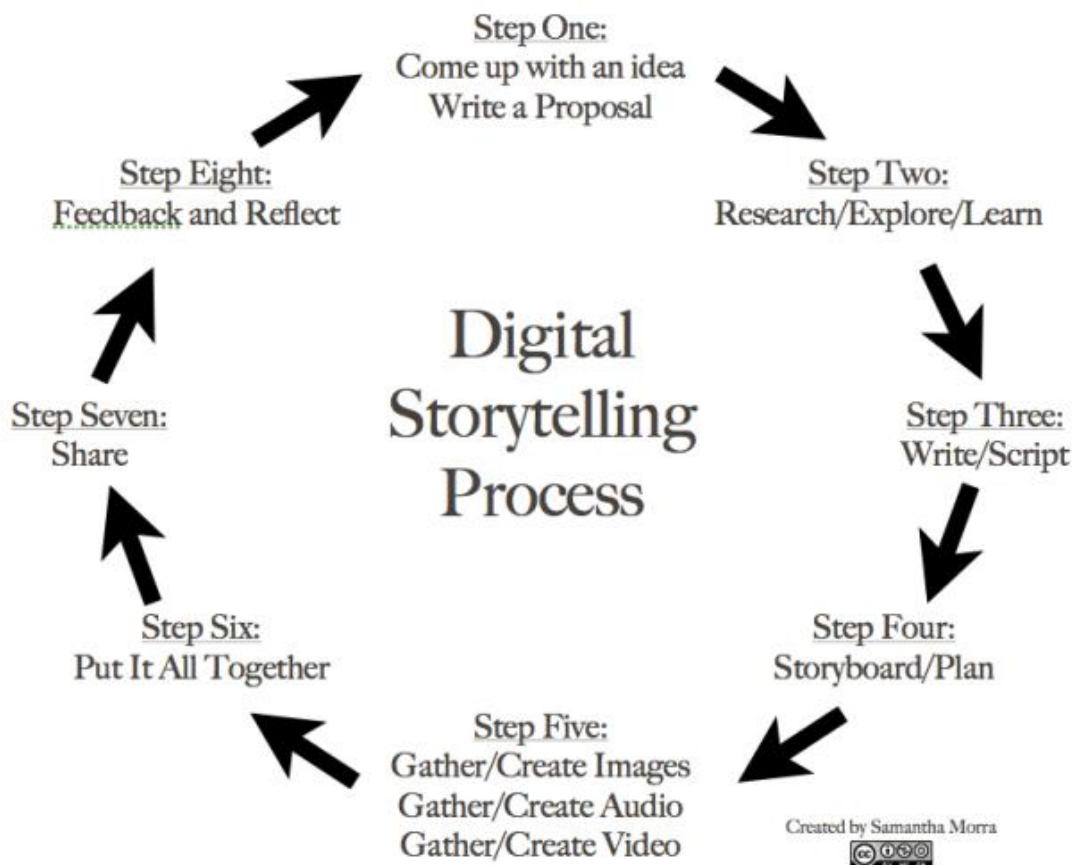 Step One:
Come up with an idea
Write a Proposal
Step Two:
Research/Explore/Learn
Step Three:
Write/Script
Step Four:
Storyboard/Plan
Step Five:
Gather/Create Images
Gather/Create Audio
Gather/Create Video
Step Six:
Put It All Together
Step Seven:
Share
Step Eight:
Feedback and Reflect
Digital
Storytelling
Process
Created by Samantha Morra
cc